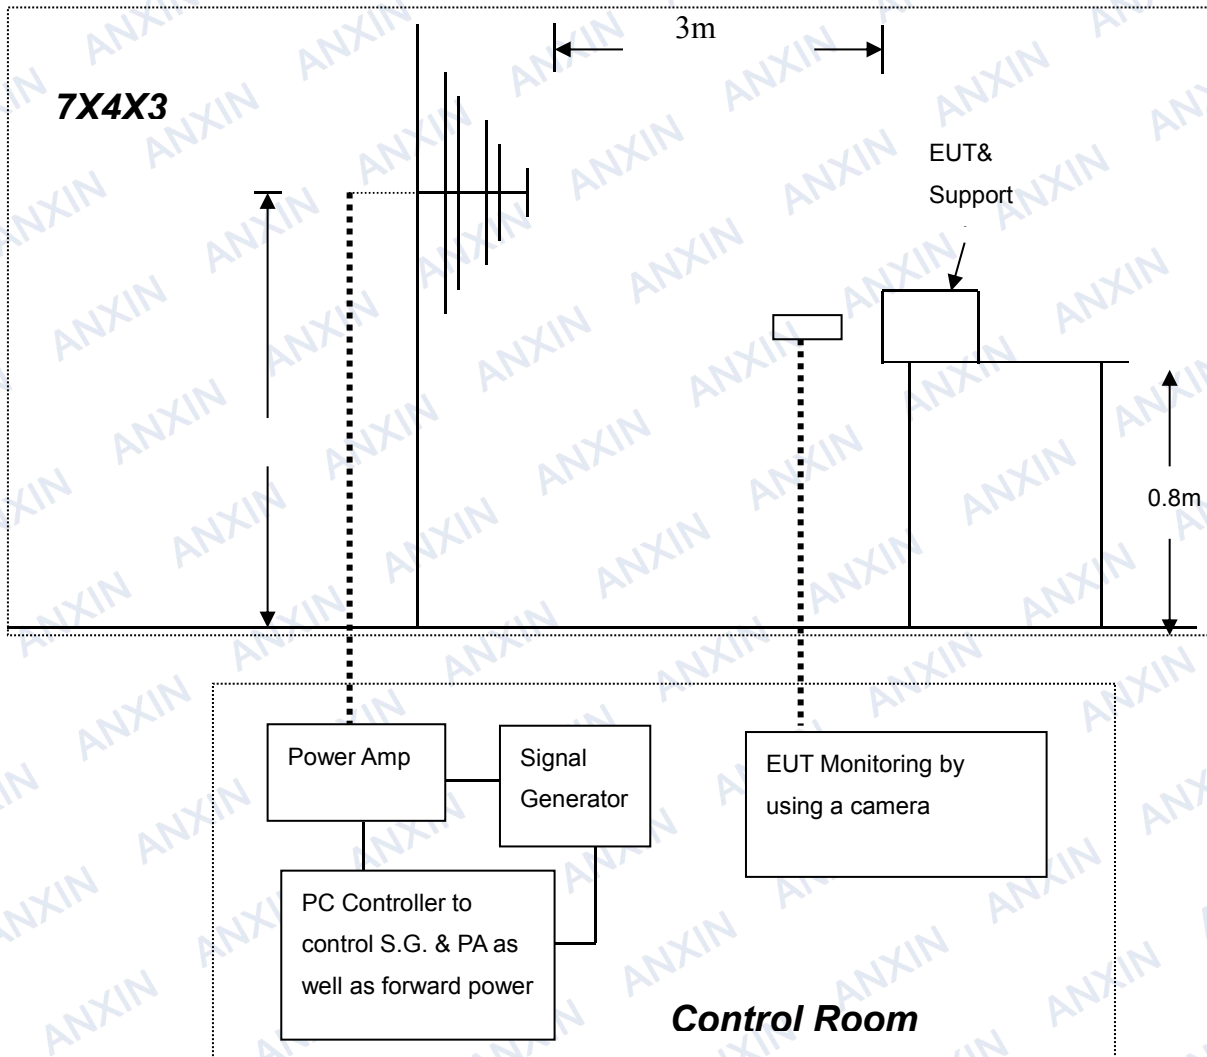 3m
7X4X3
EUT&
Support
0.8m
Power Amp
Signal
Generator
EUT Monitoring by
using a camera
PC Controller to
control S.G. & PA as
well as forward power
Control Room
ANXIN